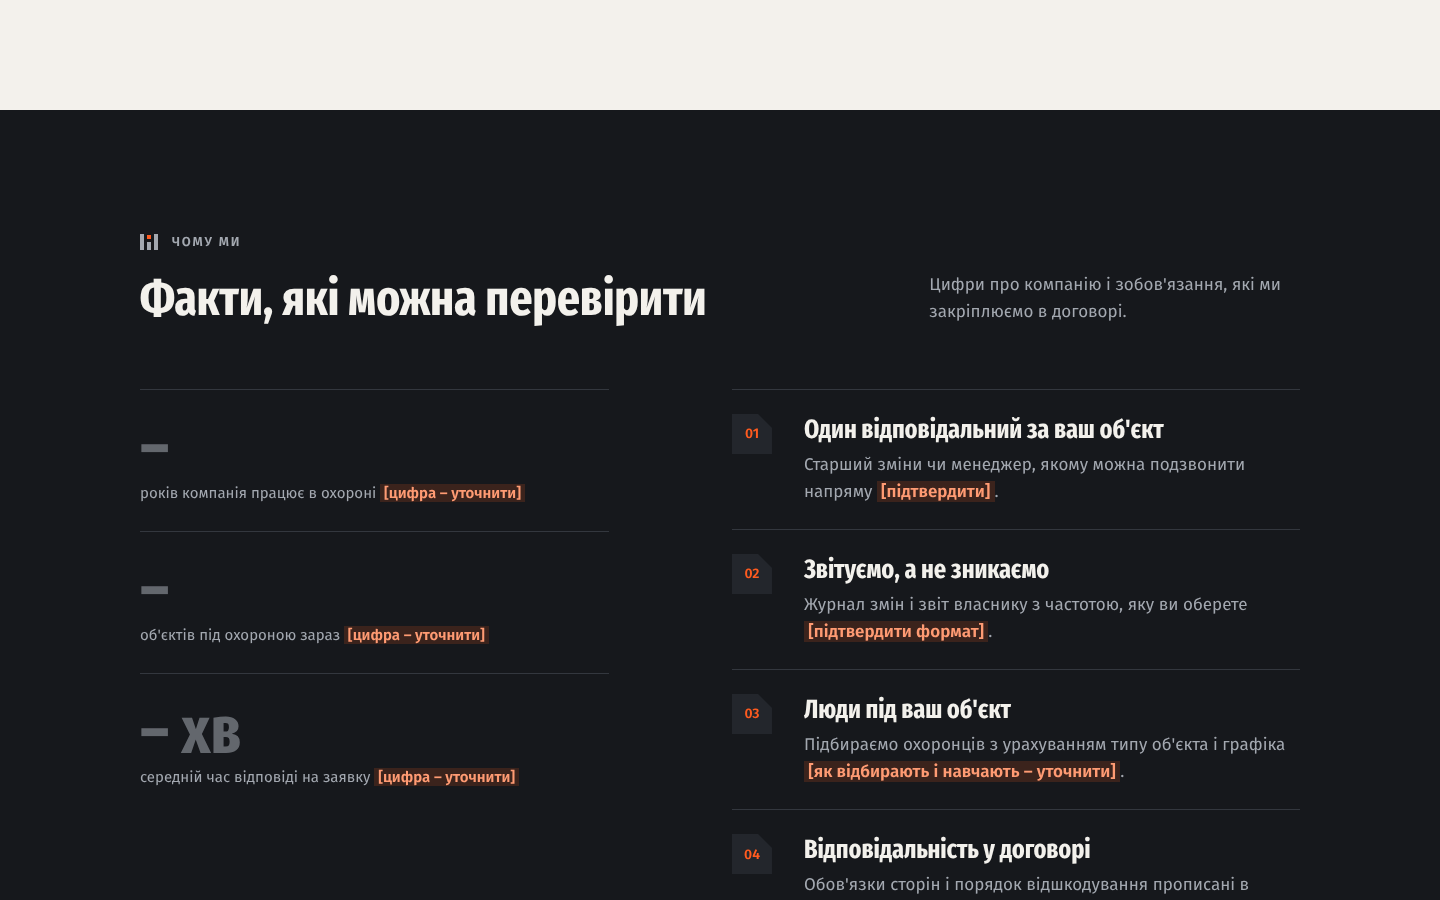 ЧОМУ МИ
Факти, які можна перевірити
Цифри про компанію і зобов'язання, які ми
закріплюємо в договорі.
–
років компанія працює в охороні [цифра – уточнити]
–
об'єктів під охороною зараз [цифра – уточнити]
– хв
середній час відповіді на заявку [цифра – уточнити]
01
Один відповідальний за ваш об'єкт
Старший зміни чи менеджер, якому можна подзвонити
напряму [підтвердити].
02
Звітуємо, а не зникаємо
Журнал змін і звіт власнику з частотою, яку ви оберете
[підтвердити формат].
03
Люди під ваш об'єкт
Підбираємо охоронців з урахуванням типу об'єкта і графіка
[як відбирають і навчають – уточнити].
04
Відповідальність у договорі
Обов'язки сторін і порядок відшкодування прописані в